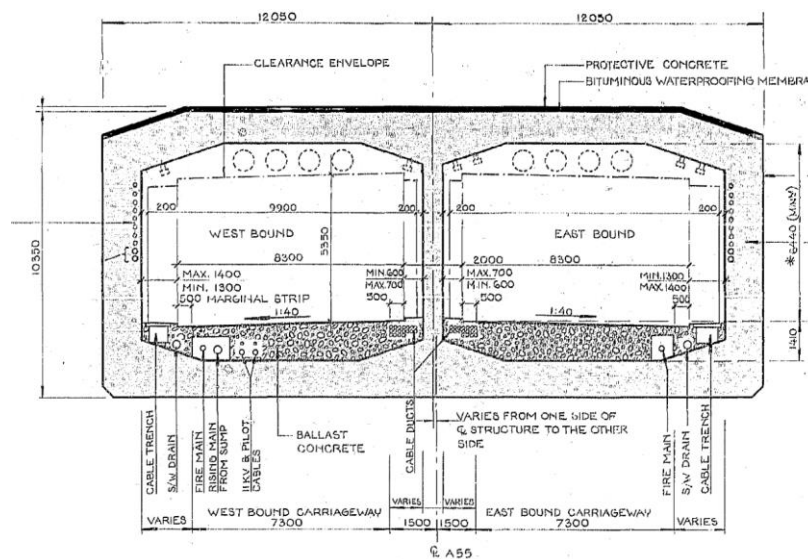 12050
12050
CLEARANCE ENVELOPE
PROTECTIVE CONCRETE
BITUMINOUS WATERPROOFING MEMBRA
200
9900
200
200
WEST BOUND
EAST BOUND
5350
10350
*6440 (MIN)
8300
2000
8300
MAX. 1400
MIN. 1300
MIN. 600
MAX. 700
MAX. 700
MIN. 600
MIN. 1300
MAX. 1400
500 MARGINAL STRIP
500
500
500
1:40
1:40
1410
CABLE TRENCH
S/W DRAIN
FIRE MAIN
RISING MAIN
FROM SUMP
11KV & PILOT
CABLES
BALLAST
CONCRETE
CABLE DUCTS
VARIES FROM ONE SIDE OF
℄ STRUCTURE TO THE OTHER
SIDE
FIRE MAIN
S/W DRAIN
CABLE TRENCH
VARIES
VARIES
VARIES
WEST BOUND CARRIAGEWAY
EAST BOUND CARRIAGEWAY
VARIES
7300
1500
1500
7300
℄ A55